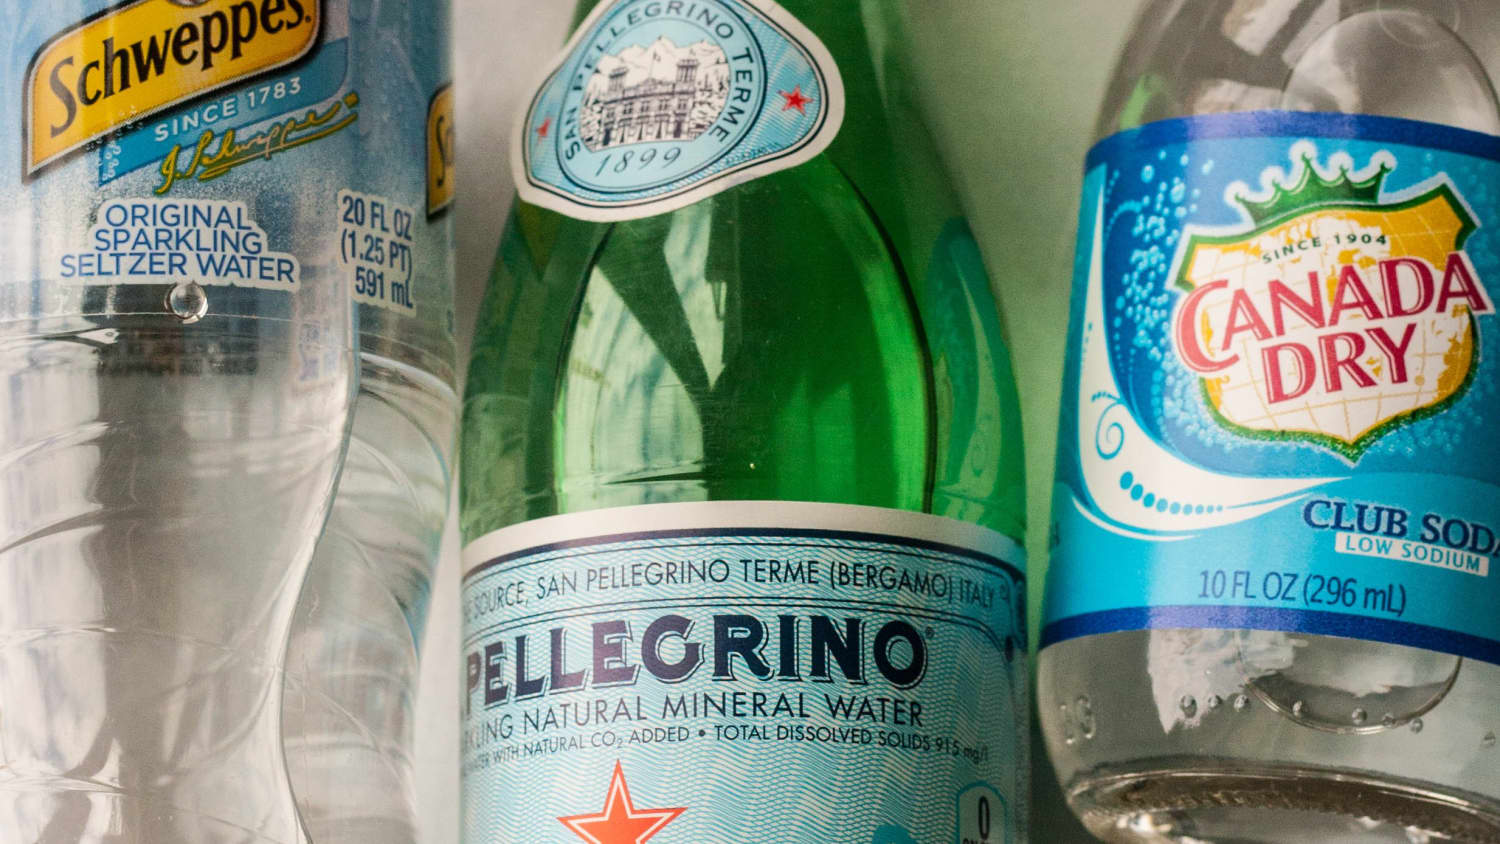 Schweppes.
SINCE 1783
J. Schweppe
ORIGINAL
SPARKLING
SELTZER WATER
20 FL OZ
(1.25 PT)
591 mL
SAN PELLEGRINO TERME
1899
SOURCE, SAN PELLEGRINO TERME (BERGAMO) ITALY
PELLEGRINO®
NATURAL MINERAL WATER
WITH NATURAL CO₂ ADDED • TOTAL DISSOLVED SOLIDS 915 mg/l
0
SINCE 1904
CANADA
DRY
CLUB SODA
LOW SODIUM
10 FL OZ (296 mL)